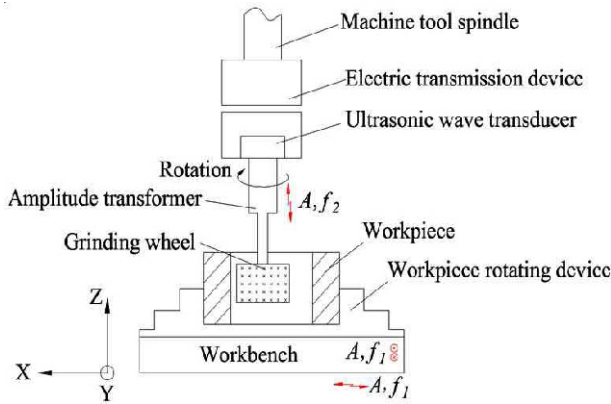 Machine tool spindle
Electric transmission device
Ultrasonic wave transducer
Rotation
Amplitude transformer
A, f2
Grinding wheel
Workpiece
Workpiece rotating device
Z
X
Y
Workbench
A, f1
A, f1